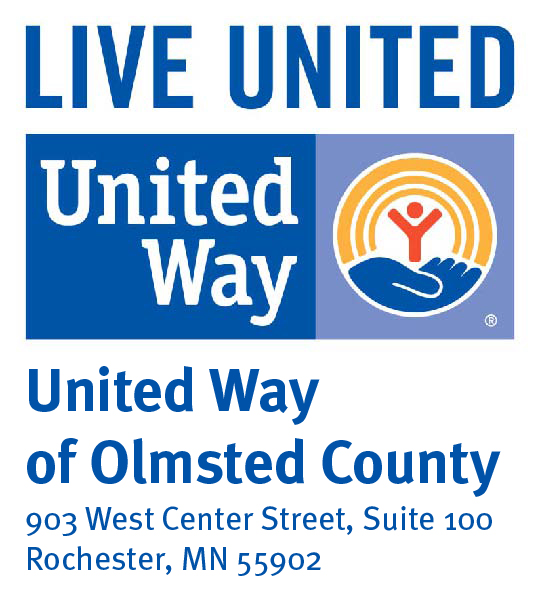 LIVE UNITED
United
Way
®
United Way
of Olmsted County
903 West Center Street, Suite 100
Rochester, MN 55902